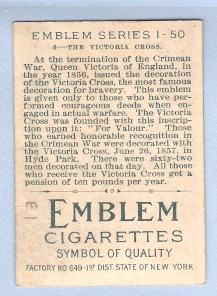 EMBLEM SERIES 1-50
6—THE VICTORIA CROSS.
At the termination of the Crimean
War, Queen Victoria of England, in
the year 1856, issued the decoration
of the Victoria Cross, the most famous
decoration for bravery. This emblem
is given only to those who have per-
formed courageous deeds when en-
gaged in actual warfare. The Victoria
Cross was founded with this inscrip-
tion upon it: "For Valour." Those
who earned honorable recognition in
the Crimean War were decorated with
the Victoria Cross, June 26, 1857, in
Hyde Park. There were sixty-two
men decorated on that day. All those
who receive the Victoria Cross get a
pension of ten pounds per year.
EMBLEM
CIGARETTES
SYMBOL OF QUALITY
FACTORY NO 649-1ST DIST. STATE OF NEW YORK